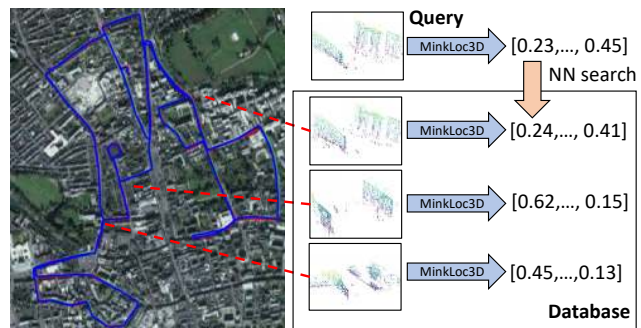 Query
MinkLoc3D
[0.23,..., 0.45]
NN search
MinkLoc3D
[0.24,..., 0.41]
MinkLoc3D
[0.62,..., 0.15]
MinkLoc3D
[0.45,...,0.13]
Database